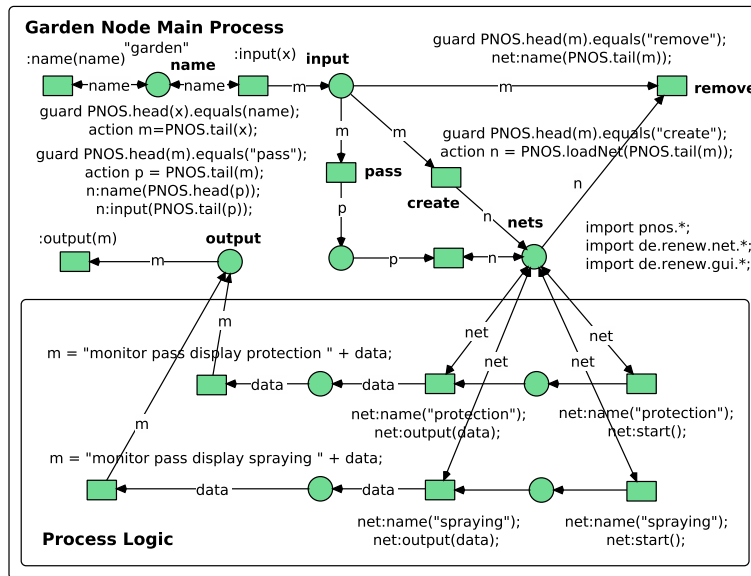 Garden Node Main Process
:name(name)
"garden"
name
:input(x)
input
guard PNOS.head(m).equals("remove");
net:name(PNOS.tail(m));
name
name
m
m
remove
guard PNOS.head(x).equals(name);
action m=PNOS.tail(x);
m
m
guard PNOS.head(m).equals("create");
action n = PNOS.loadNet(PNOS.tail(m));
guard PNOS.head(m).equals("pass");
action p = PNOS.tail(m);
n:name(PNOS.head(p));
n:input(PNOS.tail(p));
pass
create
n
p
n
nets
import pnos.*;
import de.renew.net.*;
import de.renew.gui.*;
:output(m)
output
m
p
n
m
net
net
net
net
m = "monitor pass display protection " + data;
data
data
net:name("protection");
net:output(data);
net:name("protection");
net:start();
m
m = "monitor pass display spraying " + data;
data
data
net:name("spraying");
net:output(data);
net:name("spraying");
net:start();
Process Logic